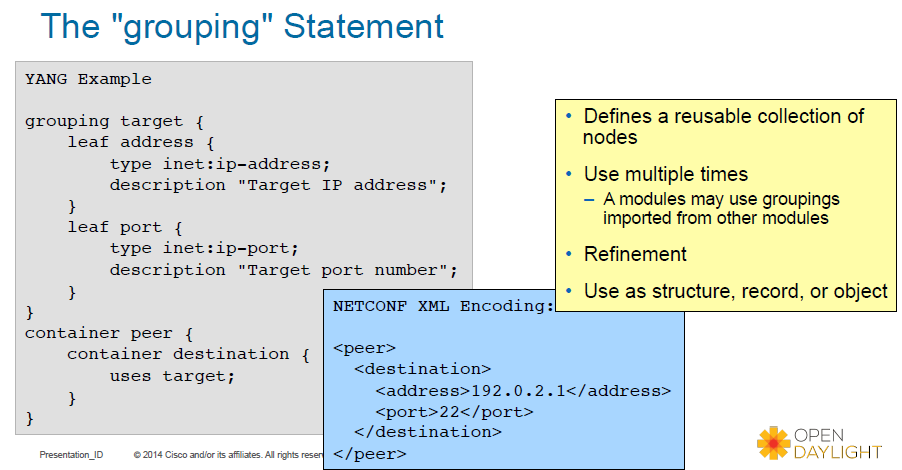 The "grouping" Statement
YANG Example
grouping target {
    leaf address {
        type inet:ip-address;
        description "Target IP address";
    }
    leaf port {
        type inet:ip-port;
        description "Target port number";
    }
}
container peer {
    container destination {
        uses target;
    }
}
NETCONF XML Encoding:
<peer>
  <destination>
    <address>192.0.2.1</address>
    <port>22</port>
  </destination>
</peer>
• Defines a reusable collection of
nodes
• Use multiple times
– A modules may use groupings
imported from other modules
• Refinement
• Use as structure, record, or object
Presentation_ID
© 2014 Cisco and/or its affiliates. All rights
OPEN
DAYLIGHT